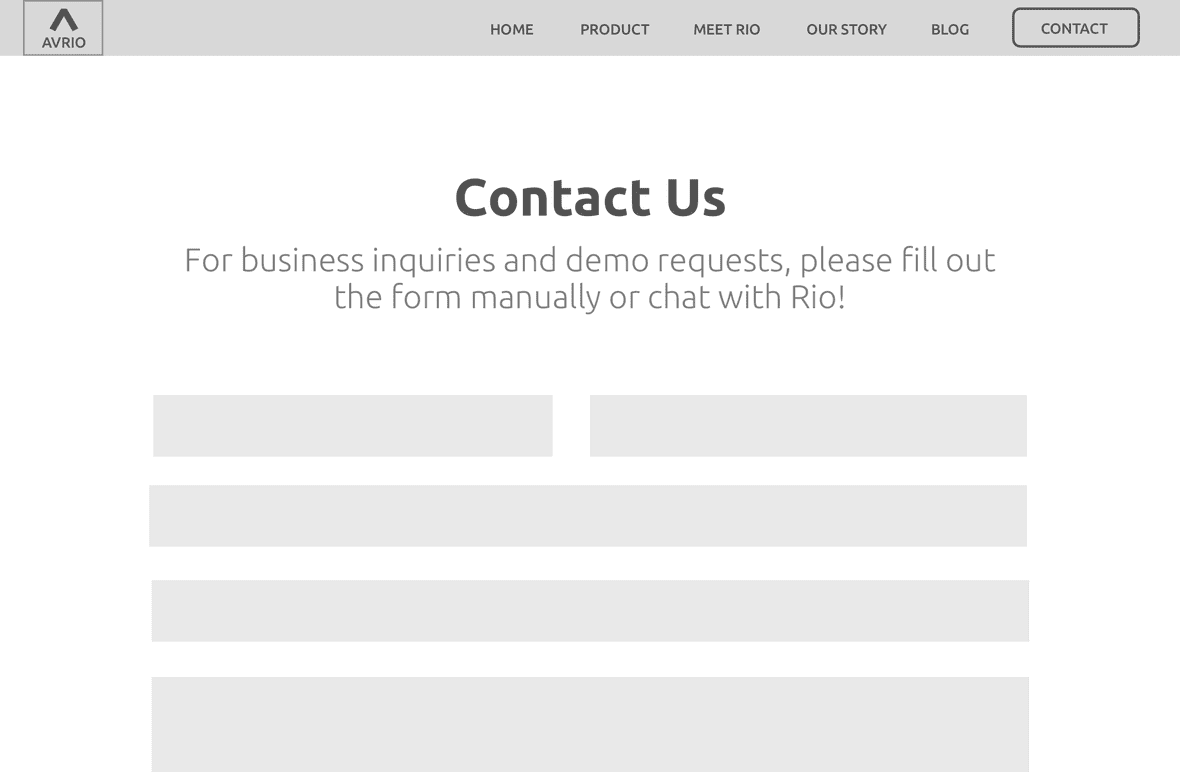 AVRIO
HOME PRODUCT MEET RIO OUR STORY BLOG CONTACT
Contact Us
For business inquiries and demo requests, please fill out
the form manually or chat with Rio!